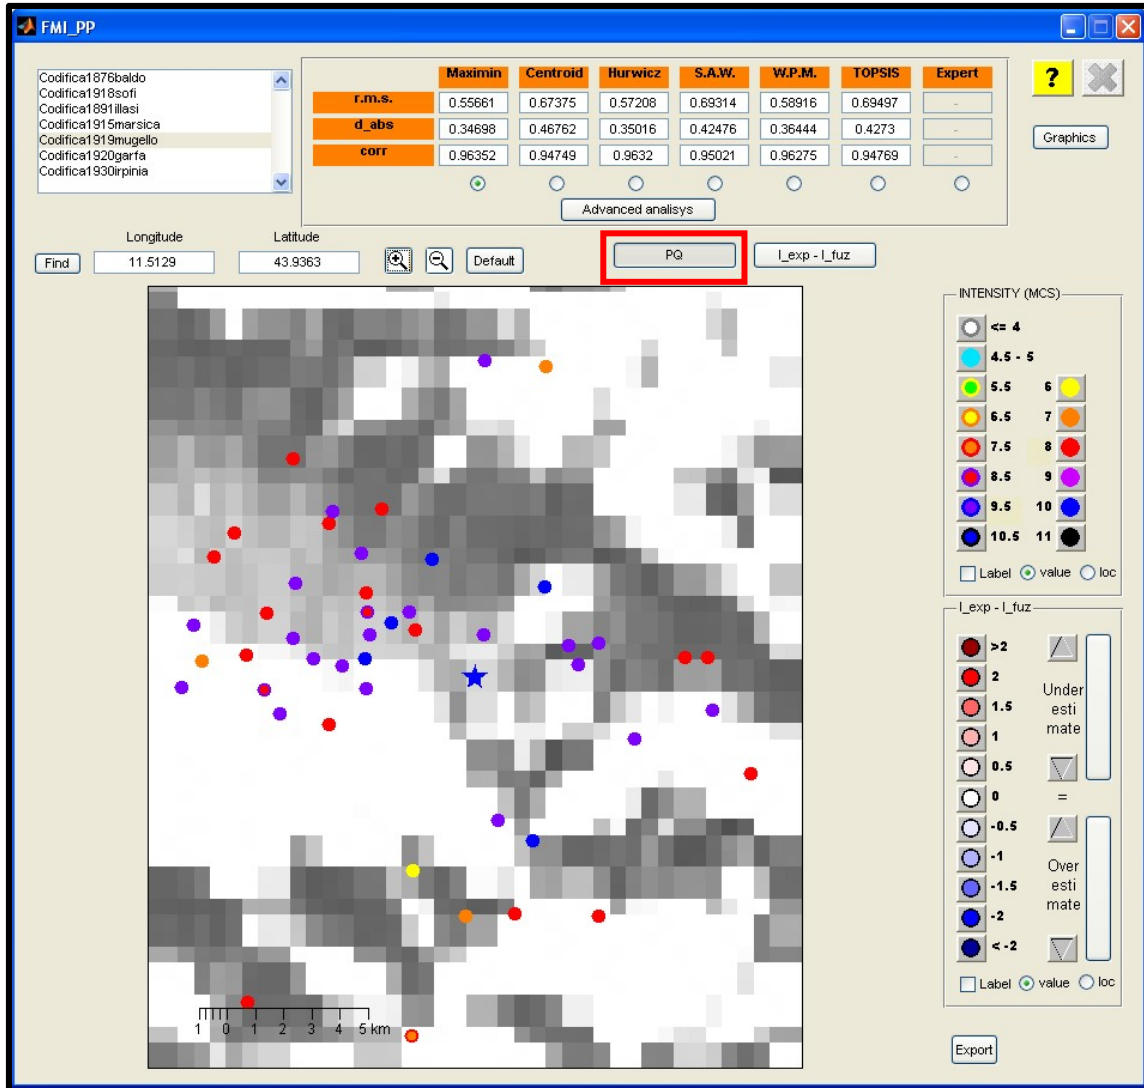 FMI_PP
Codifica1876baldo
Codifica1918sofi
Codifica1891illasi
Codifica1915marsica
Codifica1919mugello
Codifica1920garfa
Codifica1930irpinia
Maximin Centroid Hurwicz S.A.W. W.P.M. TOPSIS Expert
r.m.s. 0.55661 0.67375 0.57208 0.69314 0.58916 0.69497 -
d_abs 0.34698 0.46762 0.35016 0.42476 0.36444 0.4273 -
corr 0.96352 0.94749 0.9632 0.95021 0.96275 0.94769 -
Advanced analisys
?
Graphics
Longitude Latitude
Find 11.5129 43.9363 Default
PQ I_exp - I_fuz
INTENSITY (MCS)
<= 4
4.5 - 5
5.5 6
6.5 7
7.5 8
8.5 9
9.5 10
10.5 11
Label value loc
I_exp - I_fuz
>2
2
1.5
1
0.5
0
-0.5
-1
-1.5
-2
< -2
Under
esti
mate
=
Over
esti
mate
Label value loc
1 0 1 2 3 4 5 km
Export